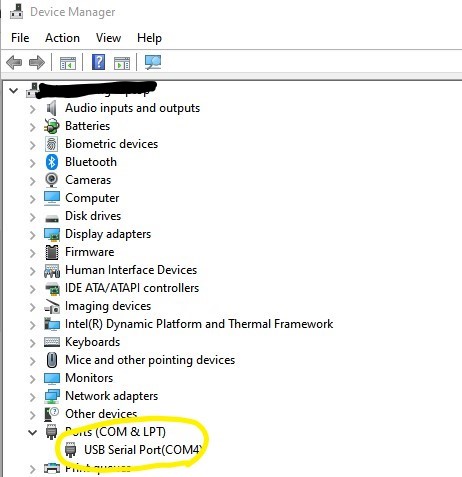 Device Manager
File Action View Help
Audio inputs and outputs
Batteries
Biometric devices
Bluetooth
Cameras
Computer
Disk drives
Display adapters
Firmware
Human Interface Devices
IDE ATA/ATAPI controllers
Imaging devices
Intel(R) Dynamic Platform and Thermal Framework
Keyboards
Mice and other pointing devices
Monitors
Network adapters
Other devices
Ports (COM & LPT)
USB Serial Port(COM4)
Print queues